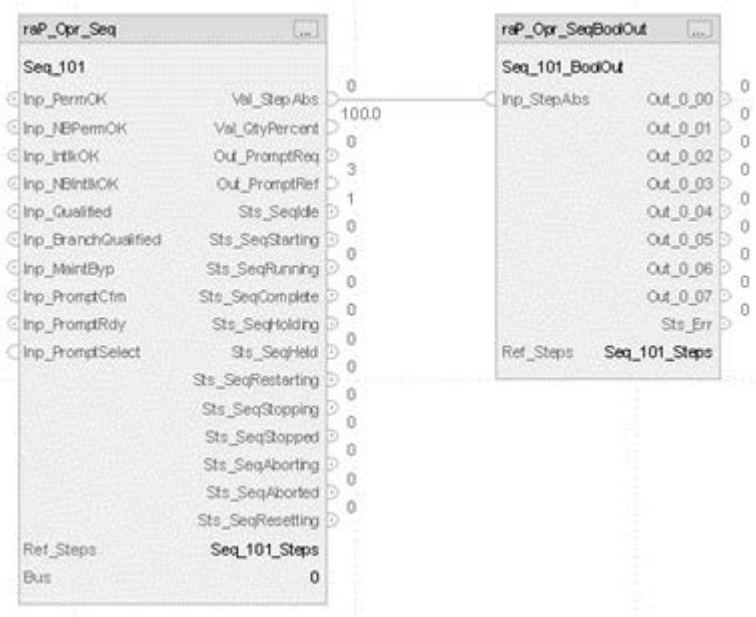 raP_Opr_Seq ...
Seq_101
Inp_PermOK Val_StepAbs 0
Inp_NBPermOK Val_QtyPercent 100.0
Inp_IntlkOK Out_PromptReq 0
Inp_NBIntlkOK Out_PromptRef 3
Inp_Qualified Sts_SeqIdle 1
Inp_BranchQualified Sts_SeqStarting 0
Inp_MaintByp Sts_SeqRunning 0
Inp_PromptCfm Sts_SeqComplete 0
Inp_PromptRdy Sts_SeqHolding 0
Inp_PromptSelect Sts_SeqHeld 0
Sts_SeqRestarting 0
Sts_SeqStopping 0
Sts_SeqStopped 0
Sts_SeqAborting 0
Sts_SeqAborted 0
Sts_SeqResetting 0
Ref_Steps Seq_101_Steps
Bus 0
raP_Opr_SeqBoolOut ...
Seq_101_BoolOut
Inp_StepAbs Out_0_00 0
Out_0_01 0
Out_0_02 0
Out_0_03 0
Out_0_04 0
Out_0_05 0
Out_0_06 0
Out_0_07 0
Sts_Err 0
Ref_Steps Seq_101_Steps